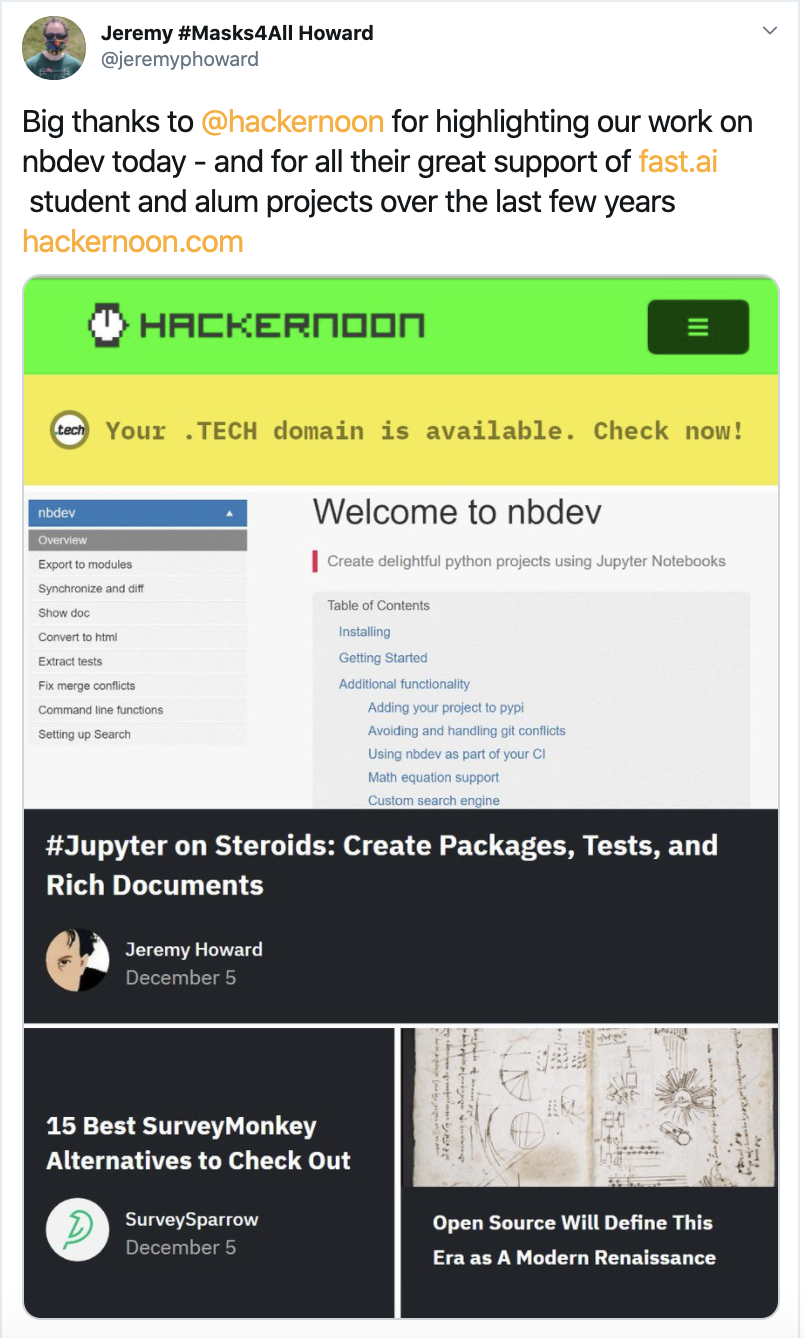 Jeremy #Masks4All Howard
@jeremyphoward
Big thanks to @hackernoon for highlighting our work on
nbdev today - and for all their great support of fast.ai
student and alum projects over the last few years
hackernoon.com
HACKERNOON
.tech
Your .TECH domain is available. Check now!
nbdev
Overview
Export to modules
Synchronize and diff
Show doc
Convert to html
Extract tests
Fix merge conflicts
Command line functions
Setting up Search
Welcome to nbdev
Create delightful python projects using Jupyter Notebooks
Table of Contents
Installing
Getting Started
Additional functionality
Adding your project to pypi
Avoiding and handling git conflicts
Using nbdev as part of your CI
Math equation support
Custom search engine
#Jupyter on Steroids: Create Packages, Tests, and
Rich Documents
Jeremy Howard
December 5
15 Best SurveyMonkey
Alternatives to Check Out
SurveySparrow
December 5
Open Source Will Define This
Era as A Modern Renaissance